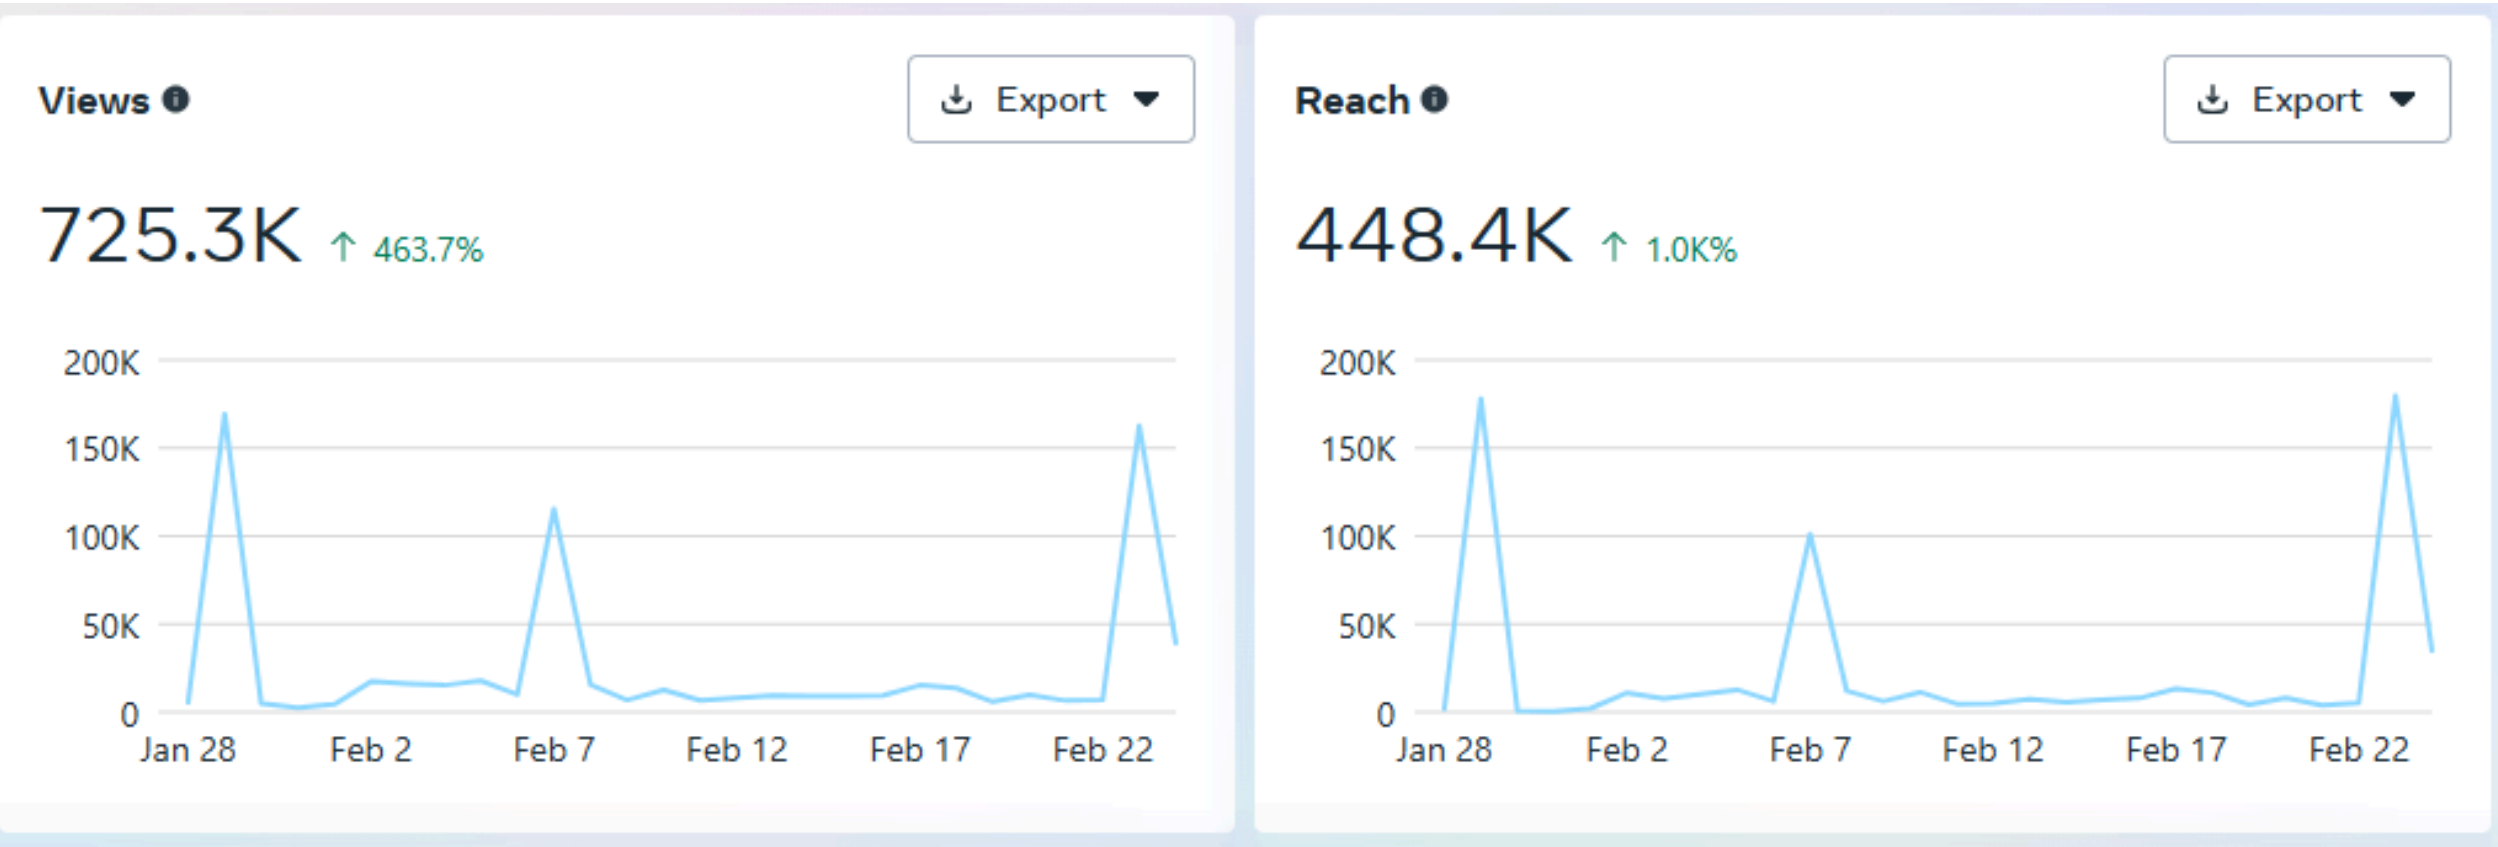 Views
Export
725.3K ↑ 463.7%
200K
150K
100K
50K
0
Jan 28 Feb 2 Feb 7 Feb 12 Feb 17 Feb 22
Reach
Export
448.4K ↑ 1.0K%
200K
150K
100K
50K
0
Jan 28 Feb 2 Feb 7 Feb 12 Feb 17 Feb 22